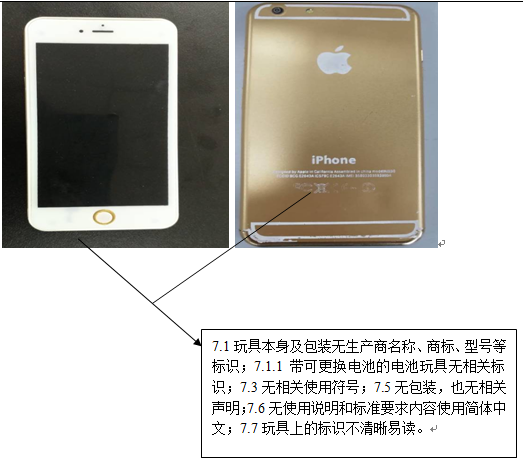 iPhone
7.1 玩具本身及包装无生产商名称、商标、型号等
标识；7.1.1 带可更换电池的电池玩具无相关标
识；7.3 无相关使用符号；7.5 无包装，也无相关
声明;7.6 无使用说明和标准要求内容使用简体中
文；7.7 玩具上的标识不清晰易读。